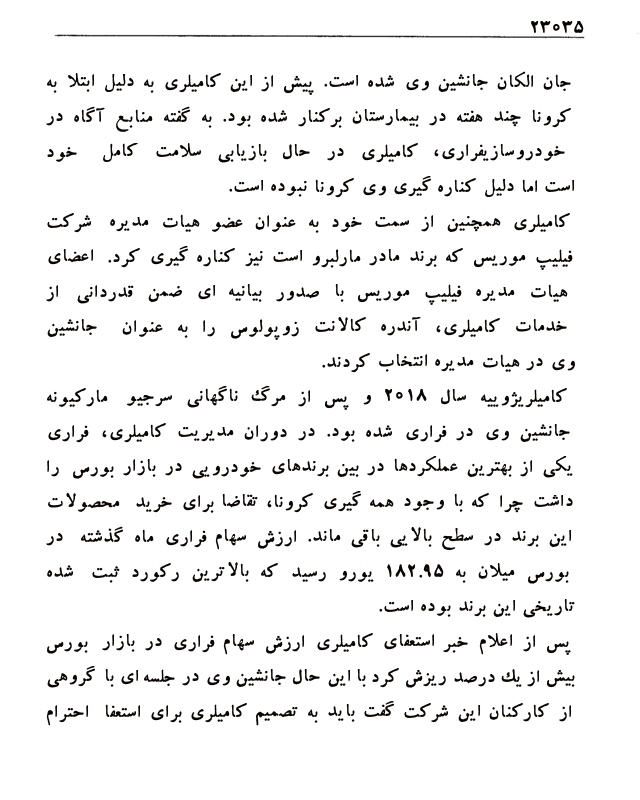 ۲۳۰۳۵
جان الکان جانشین وی شده است. پیش از این کامیلری به دلیل ابتلا به
کرونا چند هفته در بیمارستان برکنار شده بود. به گفته منابع آگاه در
خودروسازیفراری، کامیلری در حال بازیابی سلامت کامل خود
است اما دلیل کناره گیری وی کرونا نبوده است.
کامیلری همچنین از سمت خود به عنوان عضو هیات مدیره شرکت
فیلیپ موریس که برند مادر مارلبرو است نیز کناره گیری کرد. اعضای
هیات مدیره فیلیپ موریس با صدور بیانیه ای ضمن قدردانی از
خدمات کامیلری، آندره کالانت زوپولوس را به عنوان جانشین
وی در هیات مدیره انتخاب کردند.
کامیلریژوییه سال ۲۰۱۸ و پس از مرگ ناگهانی سرجیو مارکیونه
جانشین وی در فراری شده بود. در دوران مدیریت کامیلری، فراری
یکی از بهترین عملکردها در بین برندهای خودرویی در بازار بورس را
داشت چرا که با وجود همه گیری کرونا، تقاضا برای خرید محصولات
این برند در سطح بالایی باقی ماند. ارزش سهام فراری ماه گذشته در
بورس میلان به ۱۸۲.۹۵ یورو رسید که بالاترین رکورد ثبت شده
تاریخی این برند بوده است.
پس از اعلام خبر استعفای کامیلری ارزش سهام فراری در بازار بورس
بیش از یك درصد ریزش کرد با این حال جانشین وی در جلسه ای با گروهی
از کارکنان این شرکت گفت باید به تصمیم کامیلری برای استعفا احترام